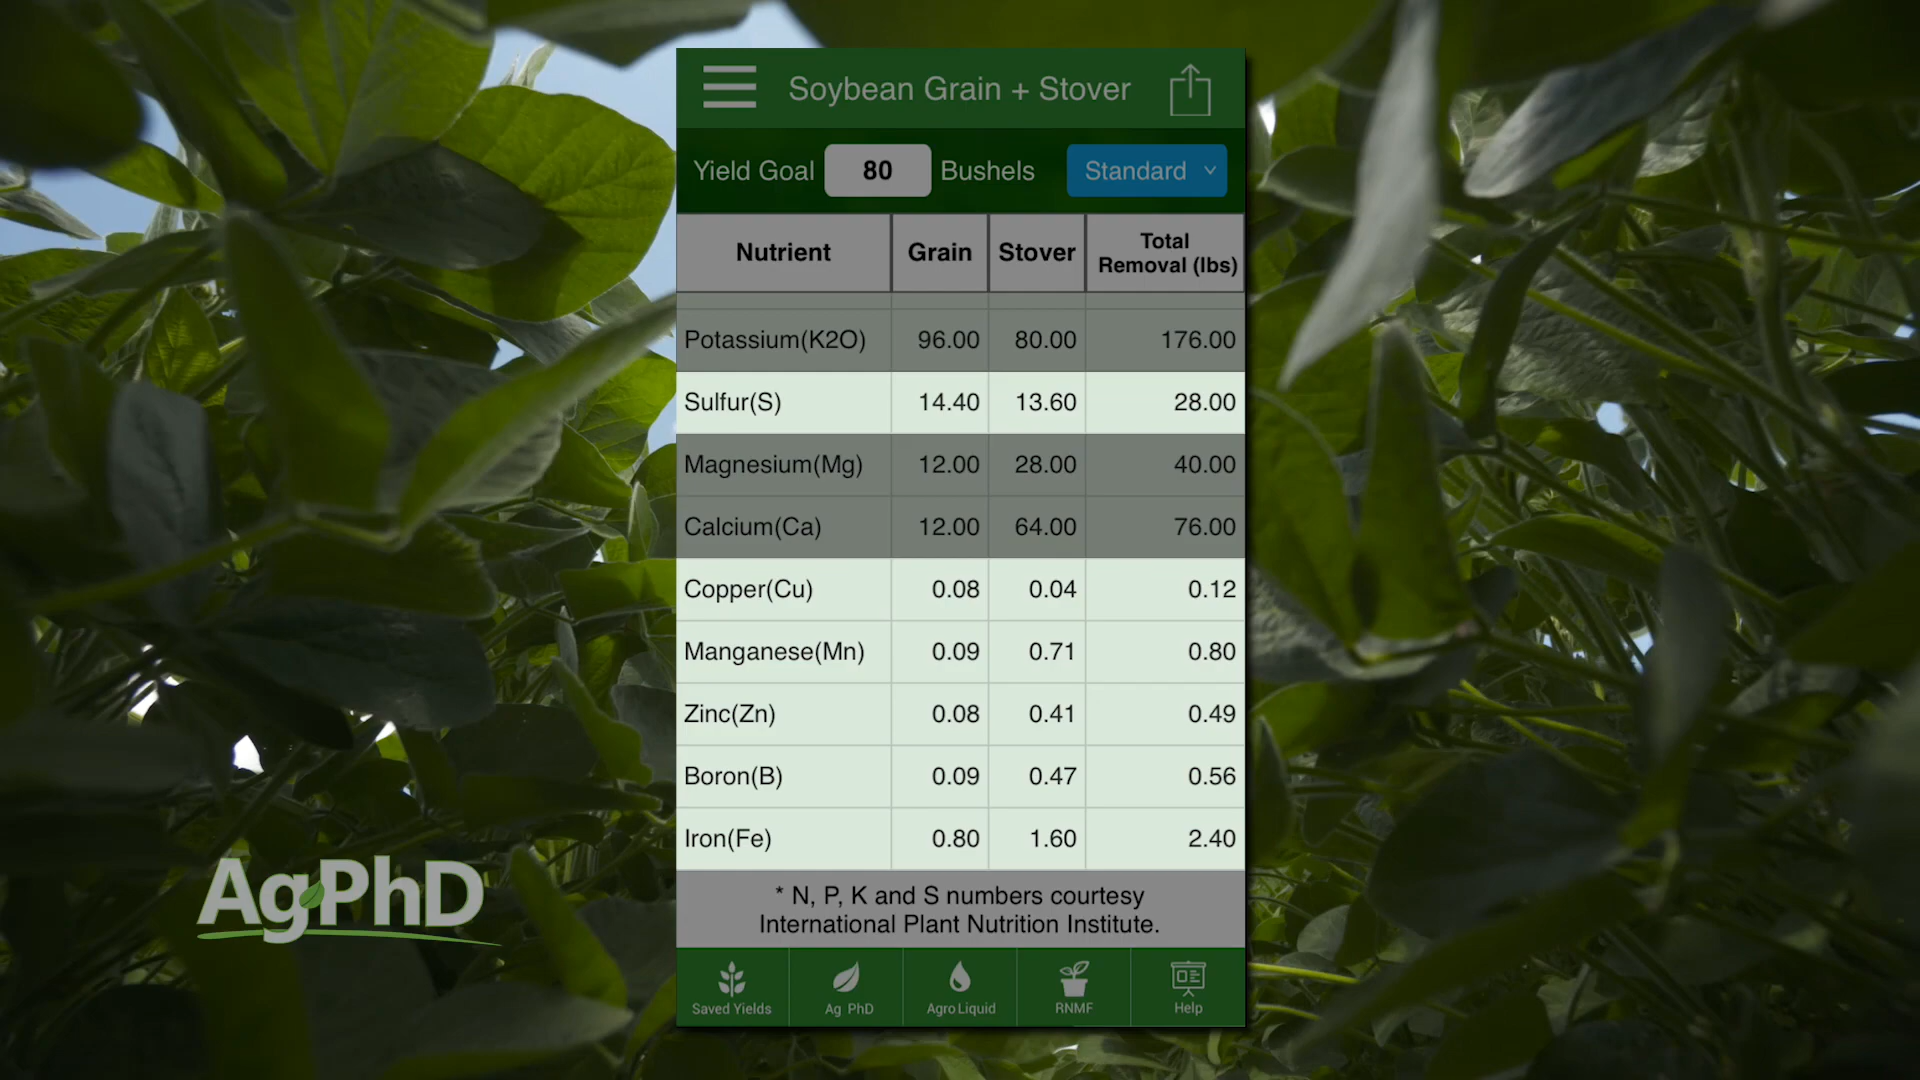 Soybean Grain + Stover
Yield Goal 80 Bushels Standard
Nutrient Grain Stover Total Removal (lbs)
Potassium(K2O) 96.00 80.00 176.00
Sulfur(S) 14.40 13.60 28.00
Magnesium(Mg) 12.00 28.00 40.00
Calcium(Ca) 12.00 64.00 76.00
Copper(Cu) 0.08 0.04 0.12
Manganese(Mn) 0.09 0.71 0.80
Zinc(Zn) 0.08 0.41 0.49
Boron(B) 0.09 0.47 0.56
Iron(Fe) 0.80 1.60 2.40
* N, P, K and S numbers courtesy
International Plant Nutrition Institute.
Saved Yields Ag PhD Agro Liquid RNMF Help
AgPhD